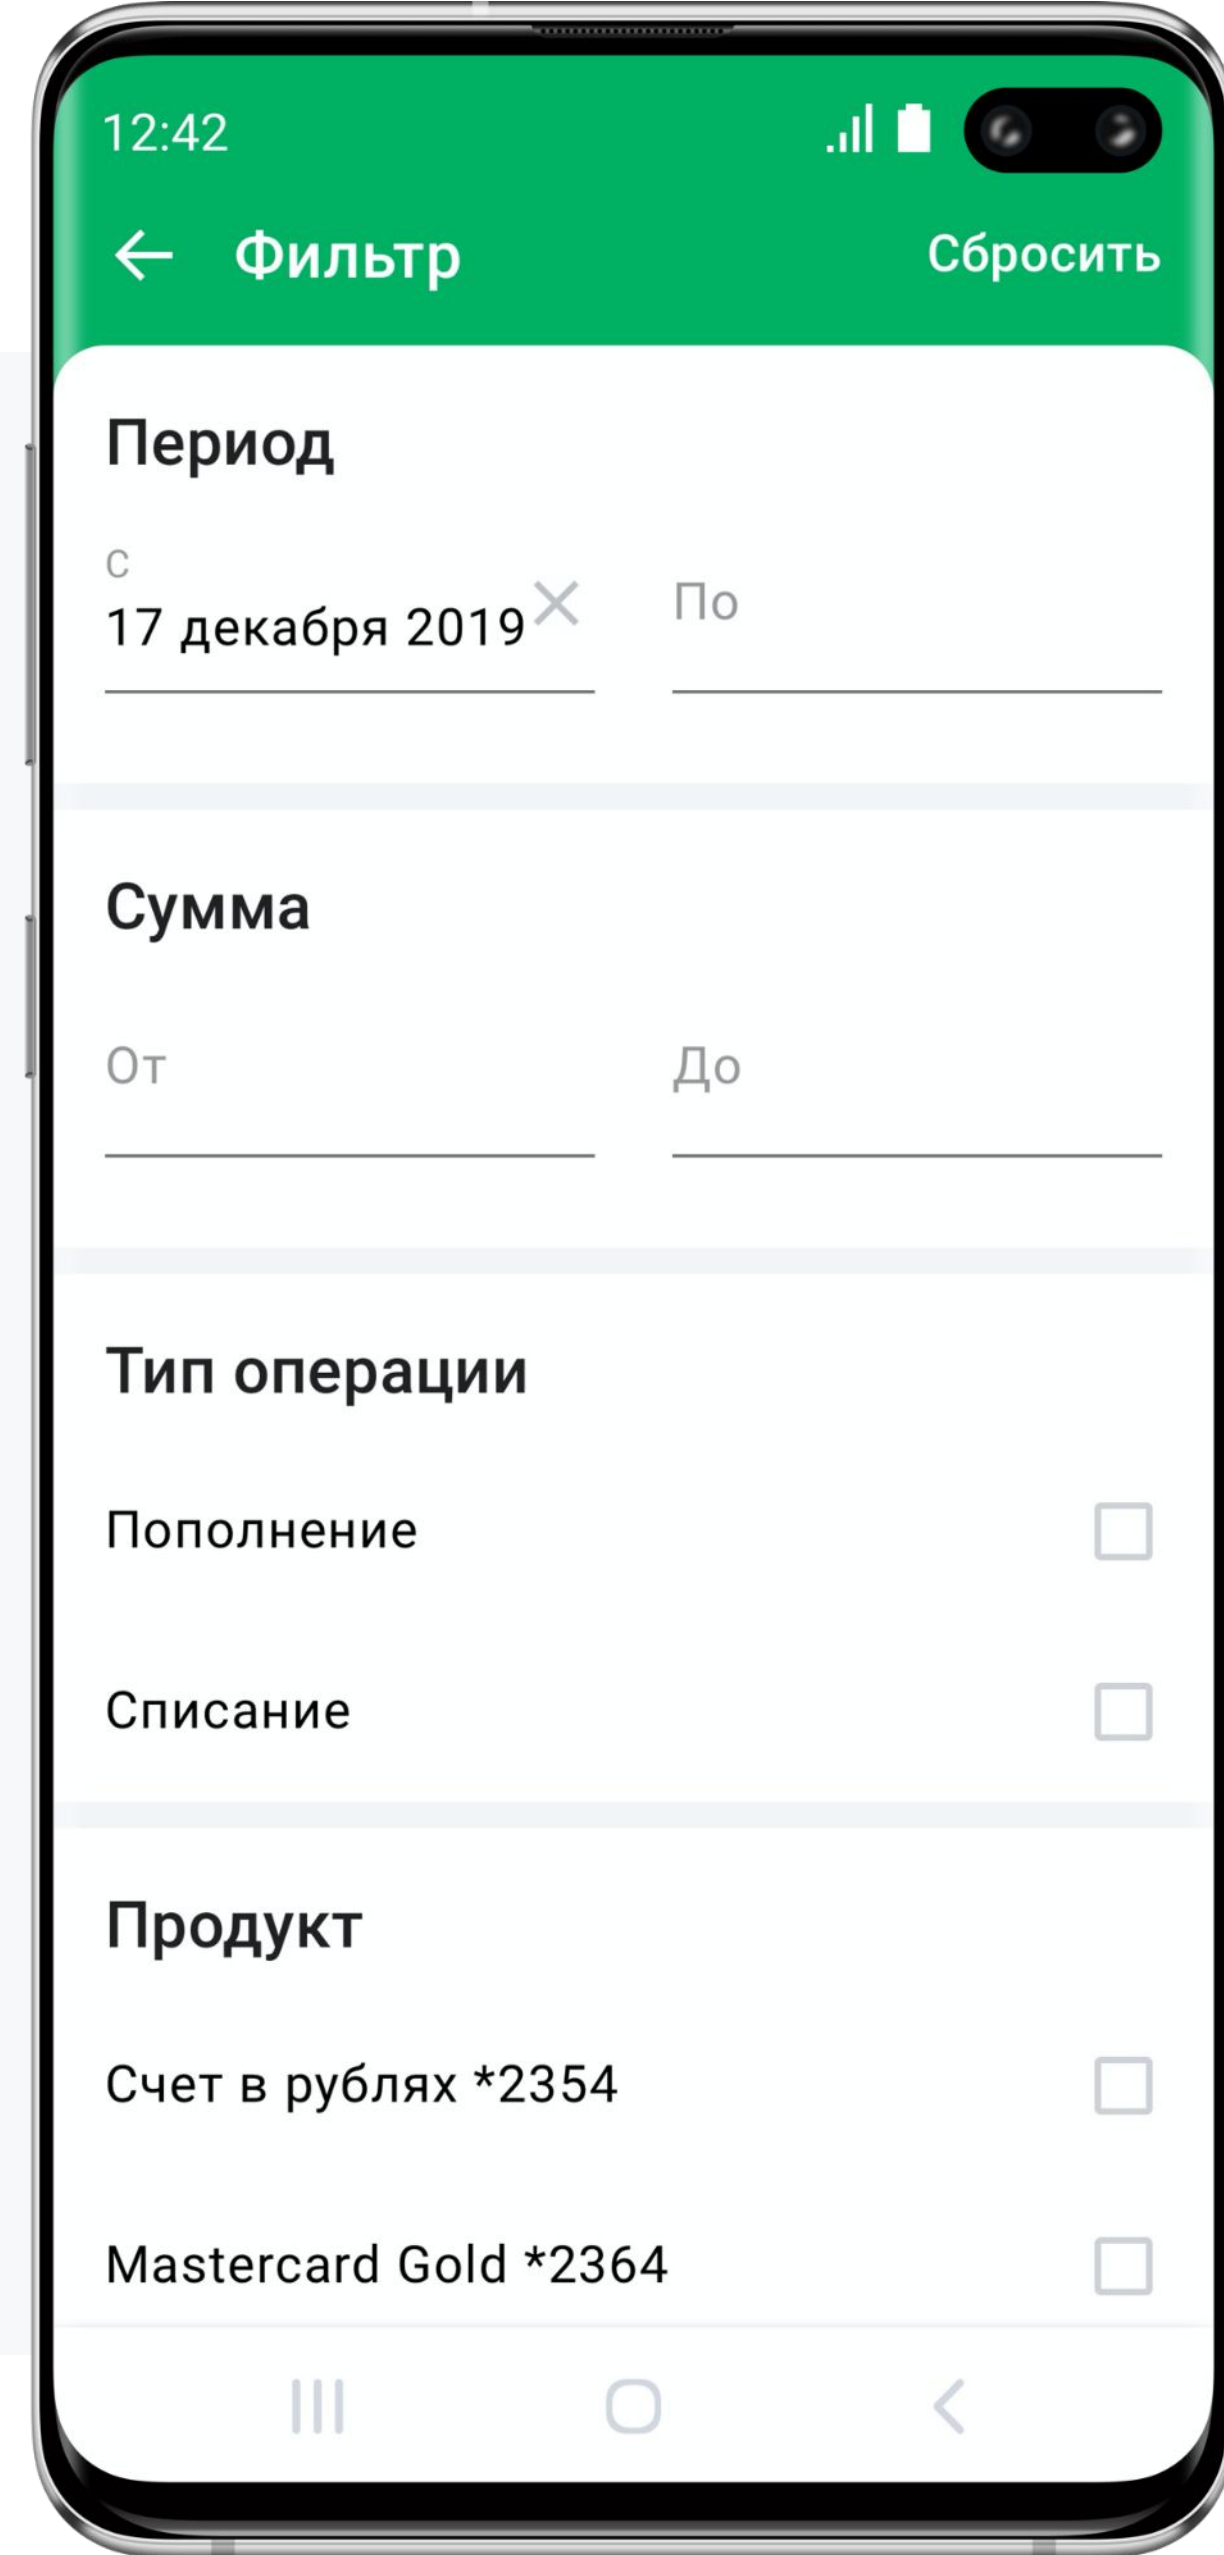 12:42
Фильтр Сбросить
Период
С
17 декабря 2019 По
Сумма
От До
Тип операции
Пополнение
Списание
Продукт
Счет в рублях *2354
Mastercard Gold *2364